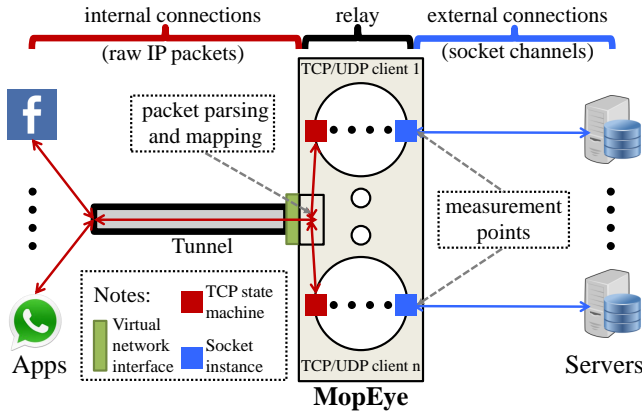 internal connections
relay
external connections
(raw IP packets)
(socket channels)
TCP/UDP client 1
packet parsing
and mapping
measurement
points
Tunnel
Notes:
TCP state
machine
Virtual
network
interface
Socket
instance
TCP/UDP client n
Apps
Servers
MopEye